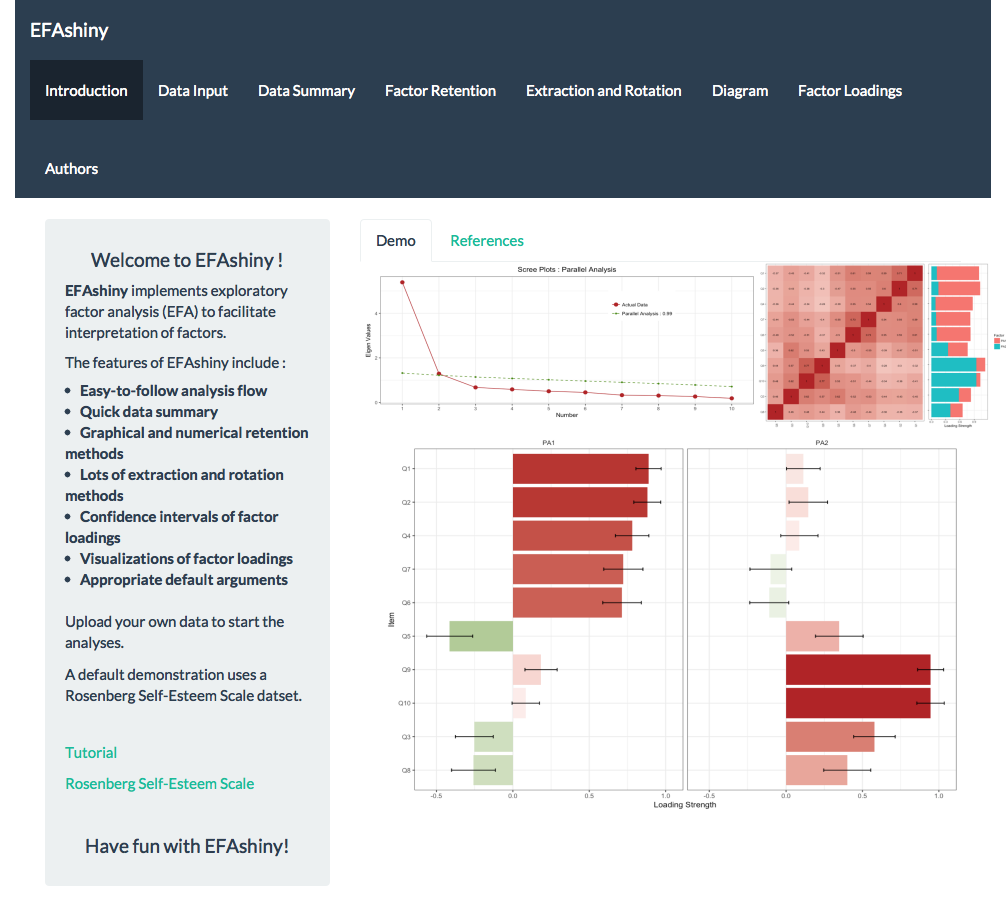 EFAshiny
Introduction
Data Input
Data Summary
Factor Retention
Extraction and Rotation
Diagram
Factor Loadings
Authors
Welcome to EFAshiny !
EFAshiny implements exploratory
factor analysis (EFA) to facilitate
interpretation of factors.
The features of EFAshiny include :
Easy-to-follow analysis flow
Quick data summary
Graphical and numerical retention
methods
Lots of extraction and rotation
methods
Confidence intervals of factor
loadings
Visualizations of factor loadings
Appropriate default arguments
Upload your own data to start the
analyses.
A default demonstration uses a
Rosenberg Self-Esteem Scale datset.
Tutorial
Rosenberg Self-Esteem Scale
Have fun with EFAshiny!
Demo
References
Scree Plots : Parallel Analysis
Actual Data
Parallel Analysis : 0.99
Eigen Values
4
2
0
1 2 3 4 5 6 7 8 9 10
Number
Factor
Loading Strength
PA1
PA2
Item
Q1
Q2
Q4
Q7
Q6
Q5
Q9
Q10
Q3
Q8
-0.5 0.0 0.5 1.0
-0.5 0.0 0.5 1.0
Loading Strength